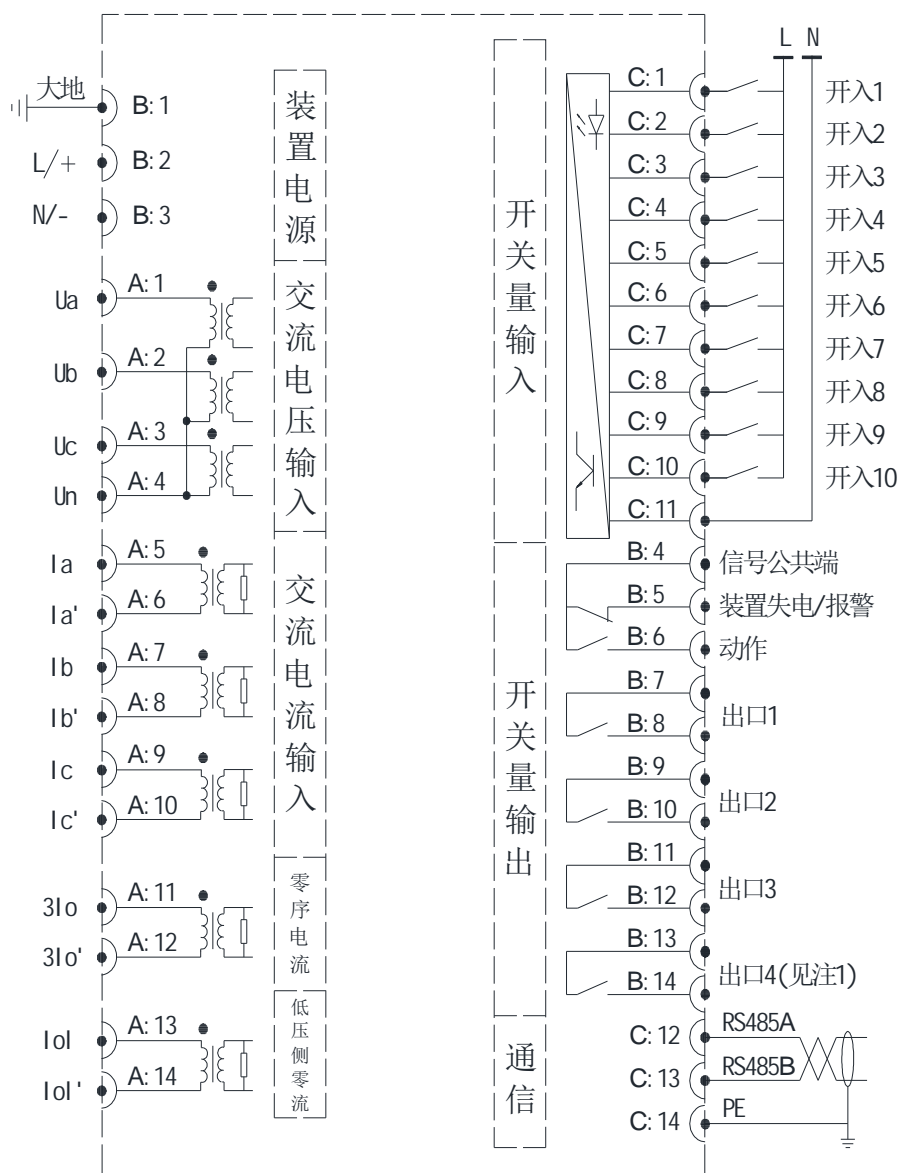 大地
B:1
L/+
B:2
N/-
B:3
装置电源
Ua
A:1
Ub
A:2
Uc
A:3
Un
A:4
交流电压输入
Ia
A:5
Ia'
A:6
Ib
A:7
Ib'
A:8
Ic
A:9
Ic'
A:10
交流电流输入
3Io
A:11
3Io'
A:12
零序电流
Iol
A:13
Iol'
A:14
低压侧零流
开关量输入
L N
C:1
开入1
C:2
开入2
C:3
开入3
C:4
开入4
C:5
开入5
C:6
开入6
C:7
开入7
C:8
开入8
C:9
开入9
C:10
开入10
C:11
开关量输出
B:4
信号公共端
B:5
装置失电/报警
B:6
动作
B:7
B:8
出口1
B:9
B:10
出口2
B:11
B:12
出口3
B:13
B:14
出口4(见注1)
通信
C:12
RS485A
C:13
RS485B
C:14
PE